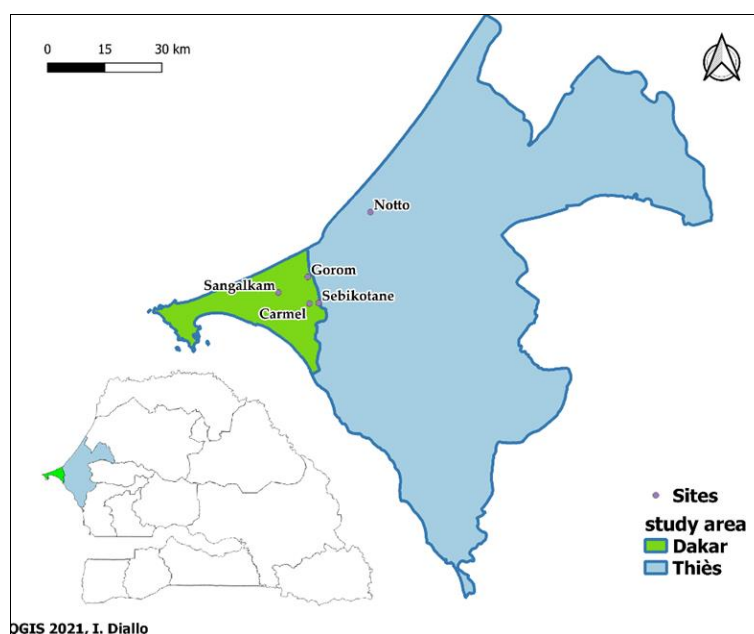 0 15 30 km
Notto
Gorom
Sangalkam
Sebikotane
Carmel
Sites
study area
Dakar
Thiès
QGIS 2021, I. Diallo